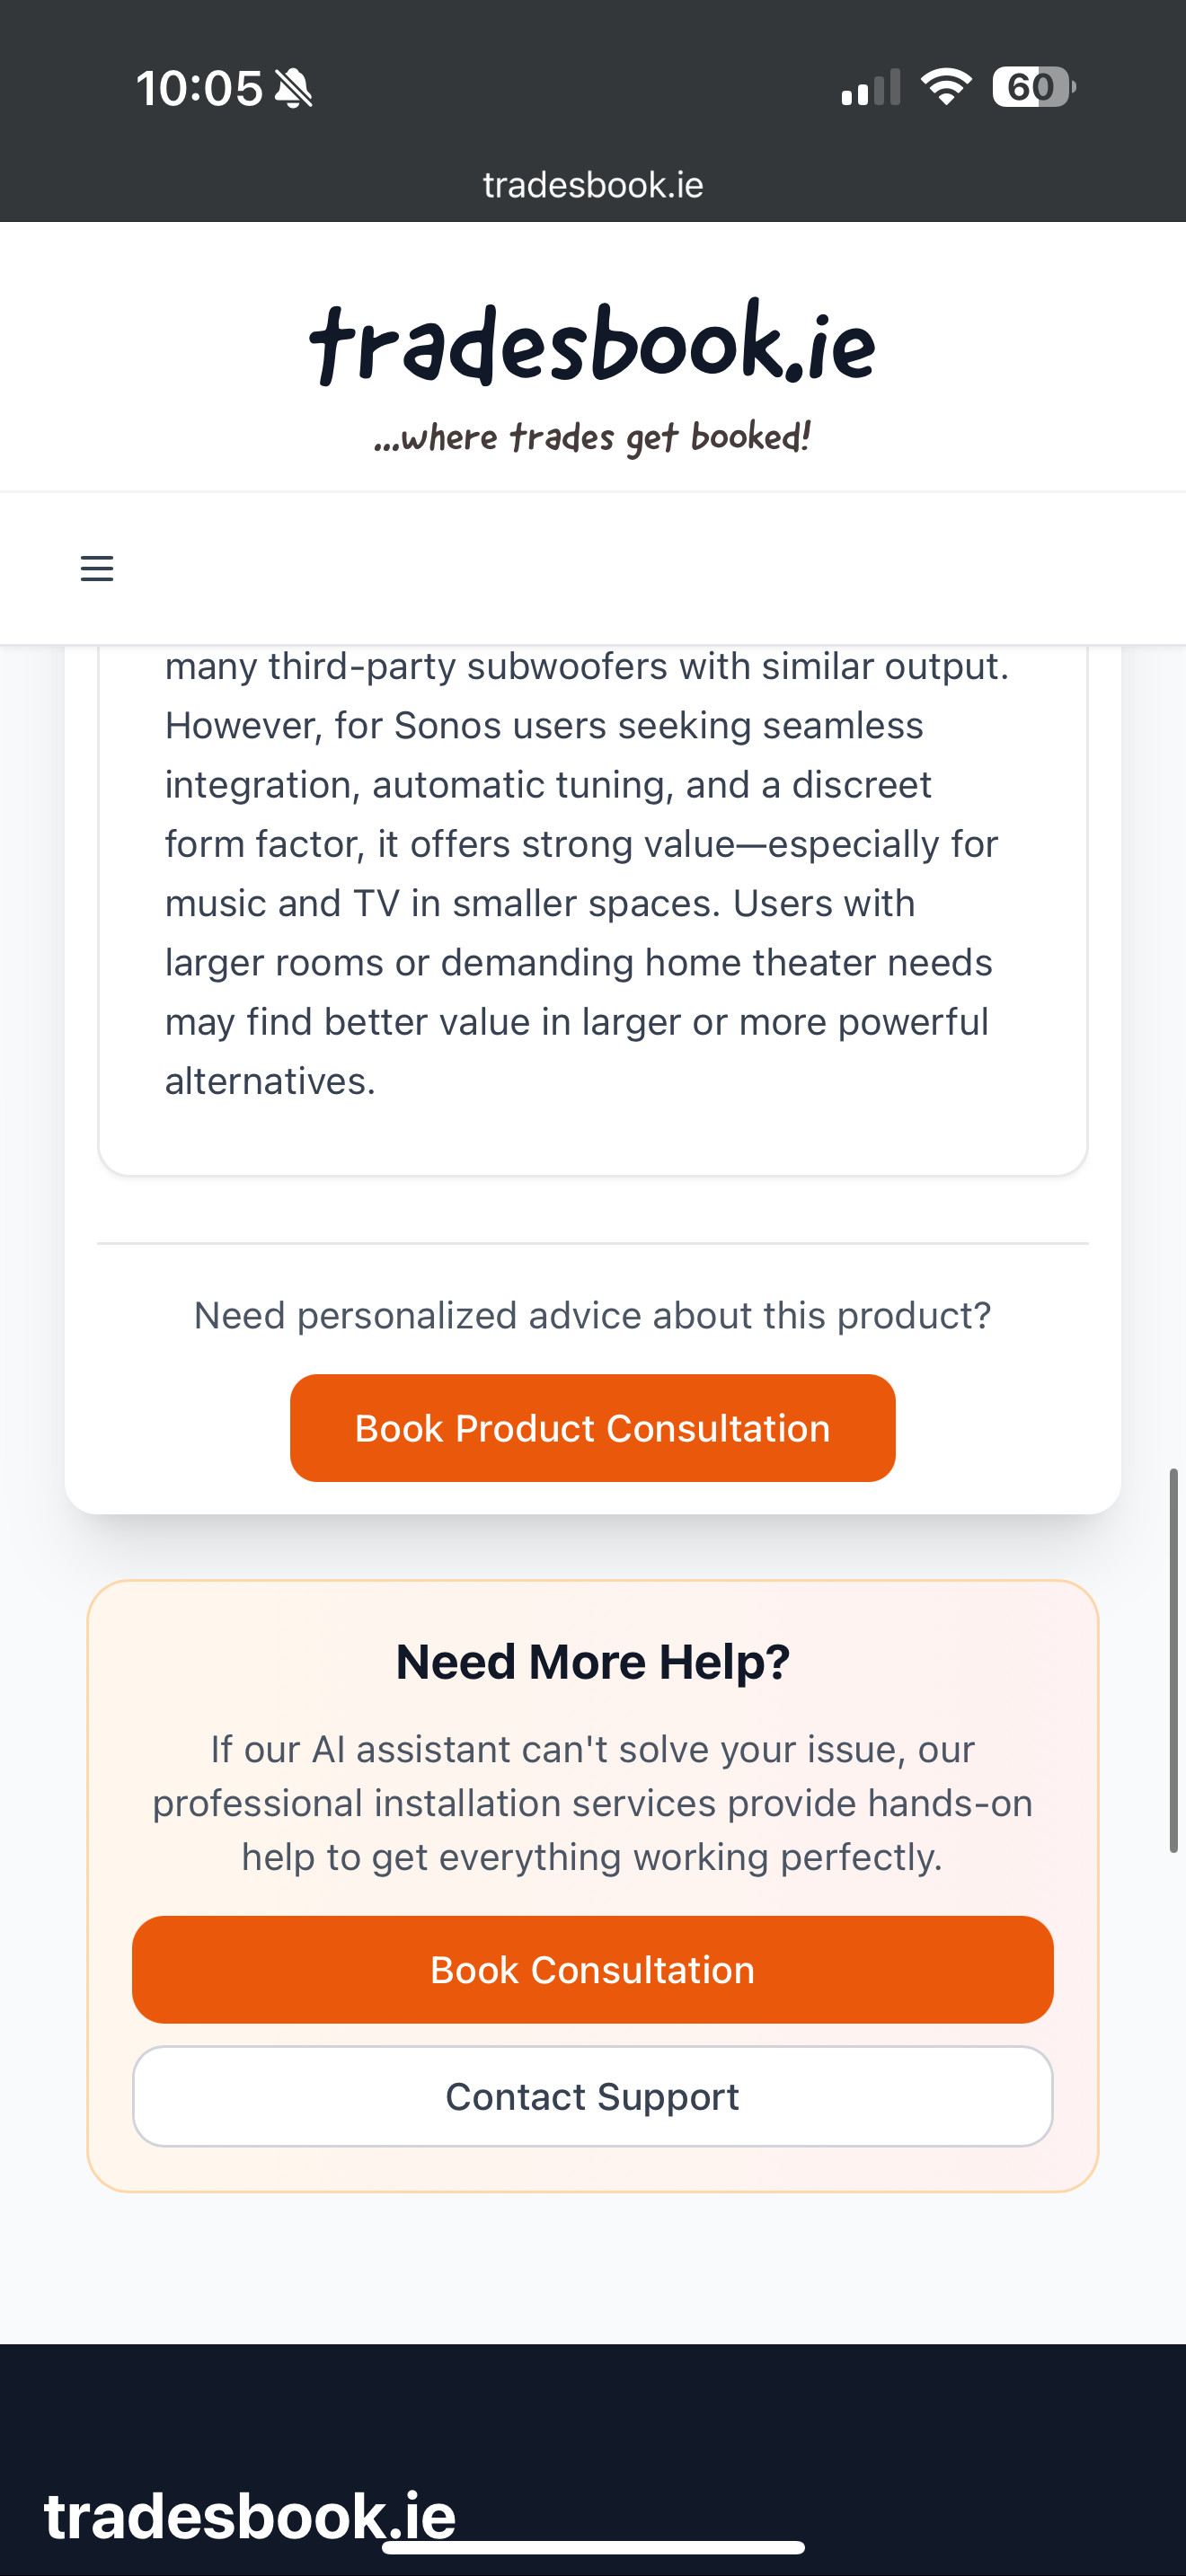 10:05
60
tradesbook.ie
tradesbook.ie
...where trades get booked!
many third-party subwoofers with similar output.
However, for Sonos users seeking seamless
integration, automatic tuning, and a discreet
form factor, it offers strong value—especially for
music and TV in smaller spaces. Users with
larger rooms or demanding home theater needs
may find better value in larger or more powerful
alternatives.
Need personalized advice about this product?
Book Product Consultation
Need More Help?
If our AI assistant can't solve your issue, our
professional installation services provide hands-on
help to get everything working perfectly.
Book Consultation
Contact Support
tradesbook.ie